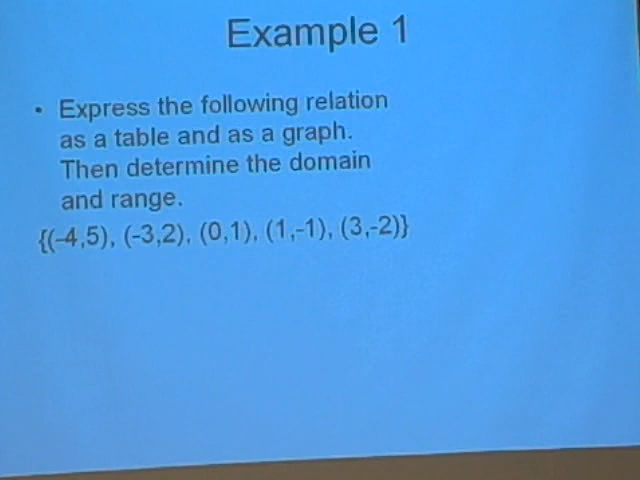 Example 1
• Express the following relation
as a table and as a graph.
Then determine the domain
and range.
{(-4,5), (-3,2), (0,1), (1,-1), (3,-2)}